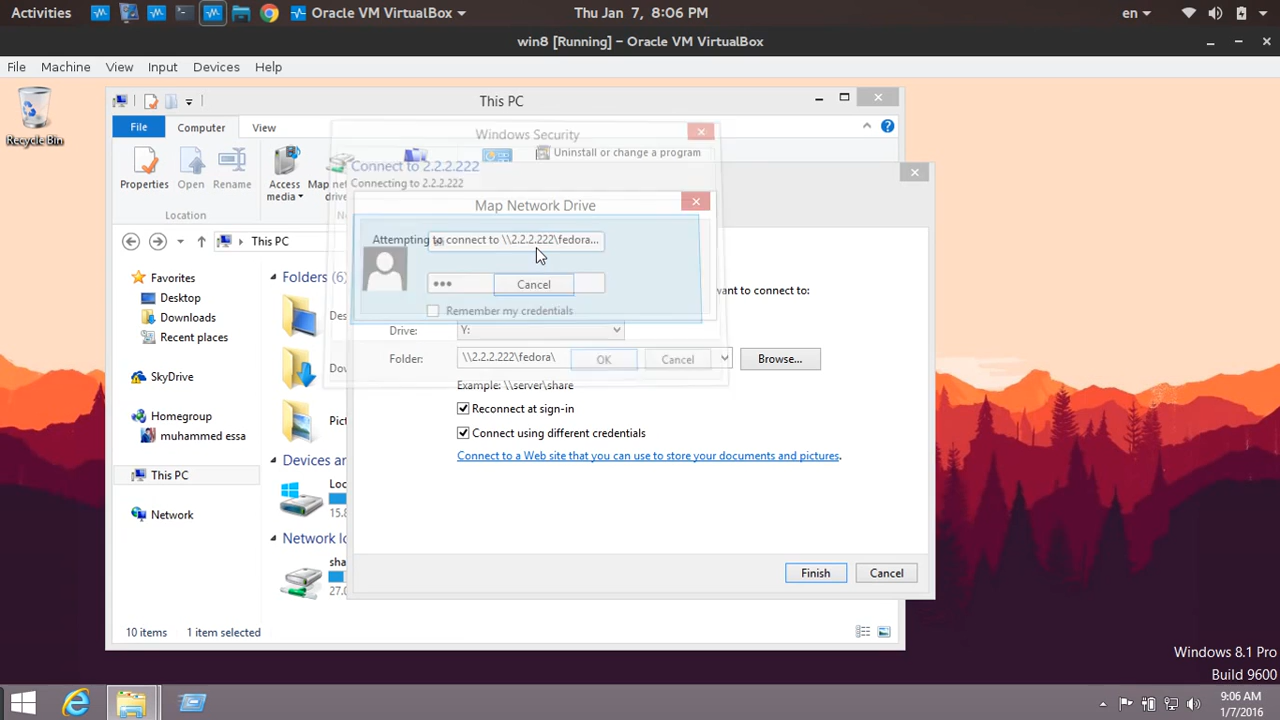 Activities
Oracle VM VirtualBox
Thu Jan 7, 8:06 PM
en
win8 [Running] - Oracle VM VirtualBox
File Machine View Input Devices Help
Recycle Bin
This PC
File Computer View
Windows Security
Properties Open Rename
Access media
Map
Uninstall or change a program
Location
Connect to 2.2.2.222
Connecting to 2.2.2.222
Map Network Drive
Attempting to connect to \\2.2.2.222\fedora...
Cancel
Remember my credentials
This PC
Favorites
Desktop
Downloads
Recent places
SkyDrive
Homegroup
muhammed essa
This PC
Network
Folders (6)
want to connect to:
Drive: Y:
Folder: \\2.2.2.222\fedora\
OK Cancel
Browse...
Example: \\server\share
Reconnect at sign-in
Connect using different credentials
Connect to a Web site that you can use to store your documents and pictures.
Finish Cancel
10 items 1 item selected
Windows 8.1 Pro
Build 9600
9:06 AM
1/7/2016